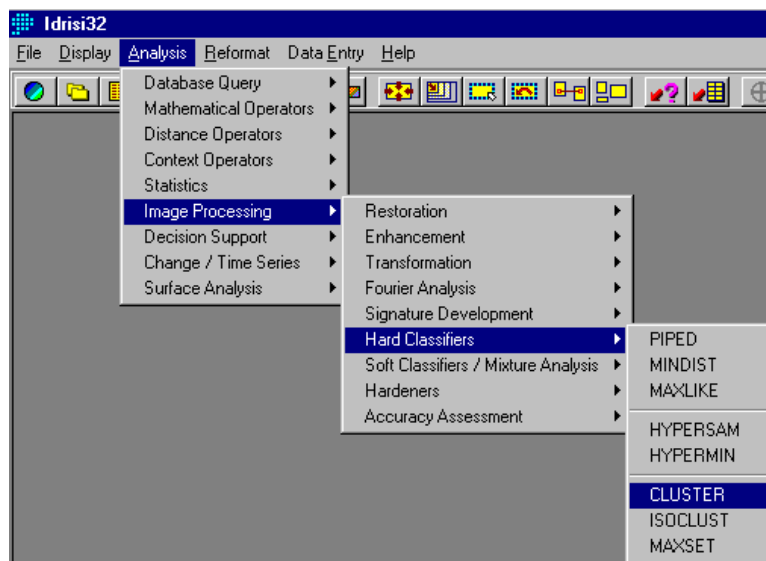 Idrisi32
File Display Analysis Reformat Data Entry Help
Database Query
Mathematical Operators
Distance Operators
Context Operators
Statistics
Image Processing
Decision Support
Change / Time Series
Surface Analysis
Restoration
Enhancement
Transformation
Fourier Analysis
Signature Development
Hard Classifiers
Soft Classifiers / Mixture Analysis
Hardeners
Accuracy Assessment
PIPED
MINDIST
MAXLIKE
HYPERSAM
HYPERMIN
CLUSTER
ISOCLUST
MAXSET